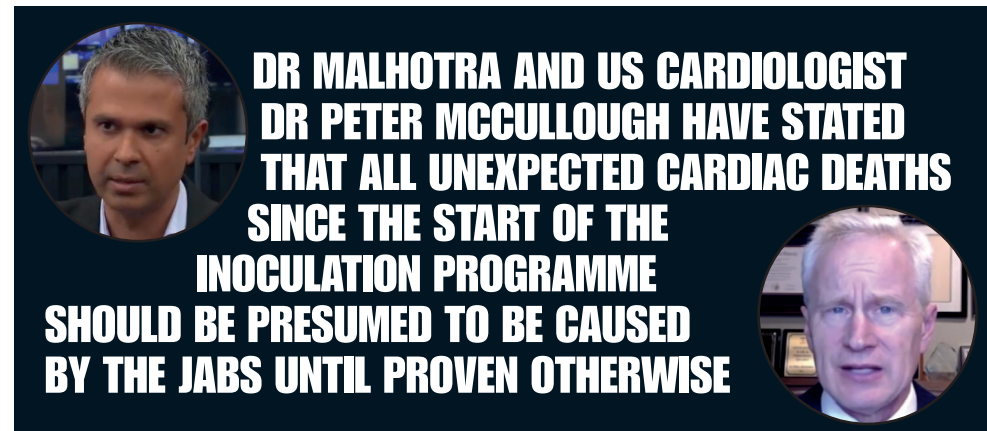 DR MALHOTRA AND US CARDIOLOGIST
DR PETER MCCULLOUGH HAVE STATED
THAT ALL UNEXPECTED CARDIAC DEATHS
SINCE THE START OF THE
INOCULATION PROGRAMME
SHOULD BE PRESUMED TO BE CAUSED
BY THE JABS UNTIL PROVEN OTHERWISE